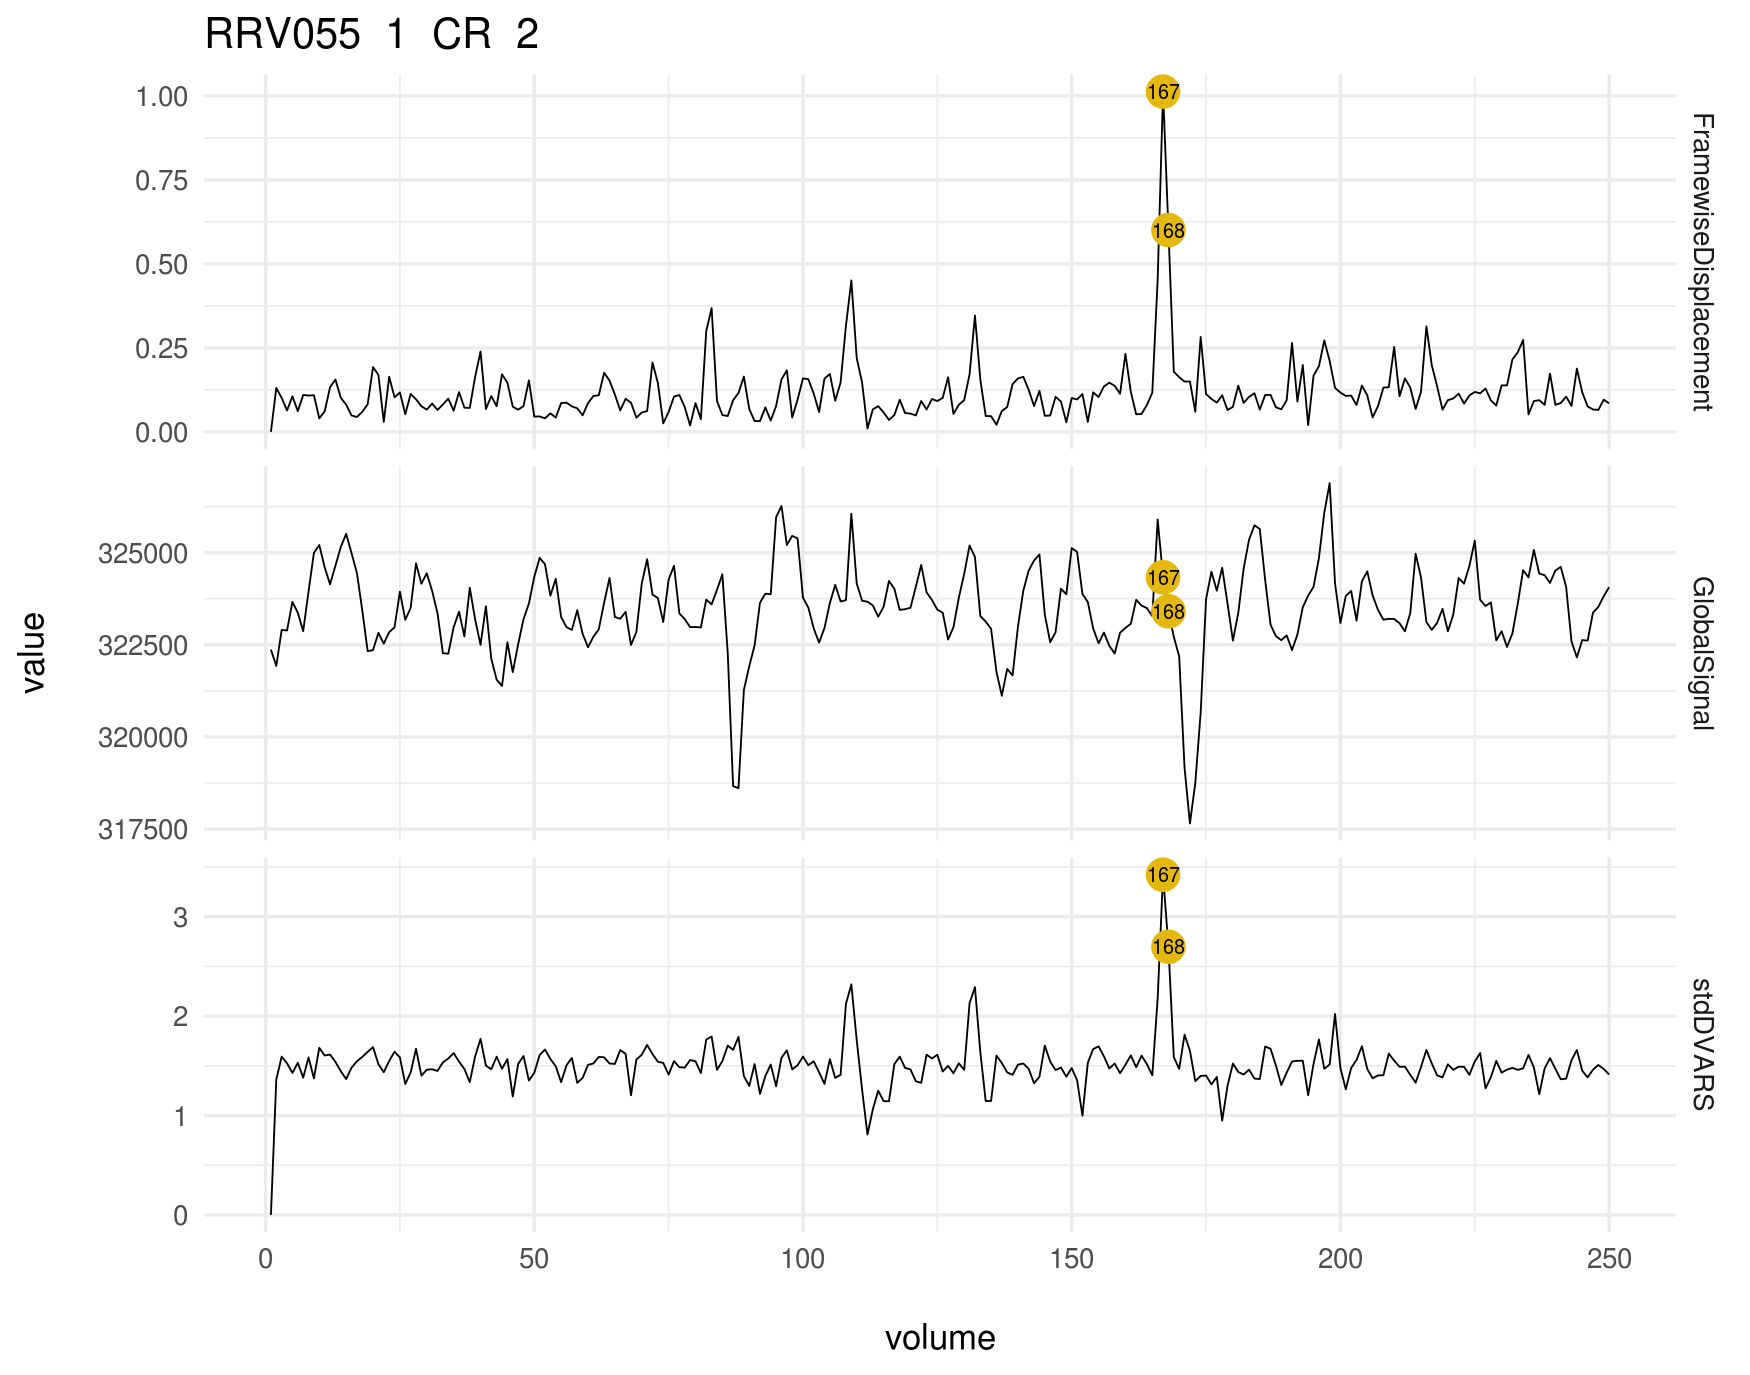 RRV055 1 CR 2
1.00
0.75
0.50
0.25
0.00
167
168
FramewiseDisplacement
325000
322500
320000
317500
167
168
GlobalSignal
3
2
1
0
167
168
stdDVARS
value
0 50 100 150 200 250
volume